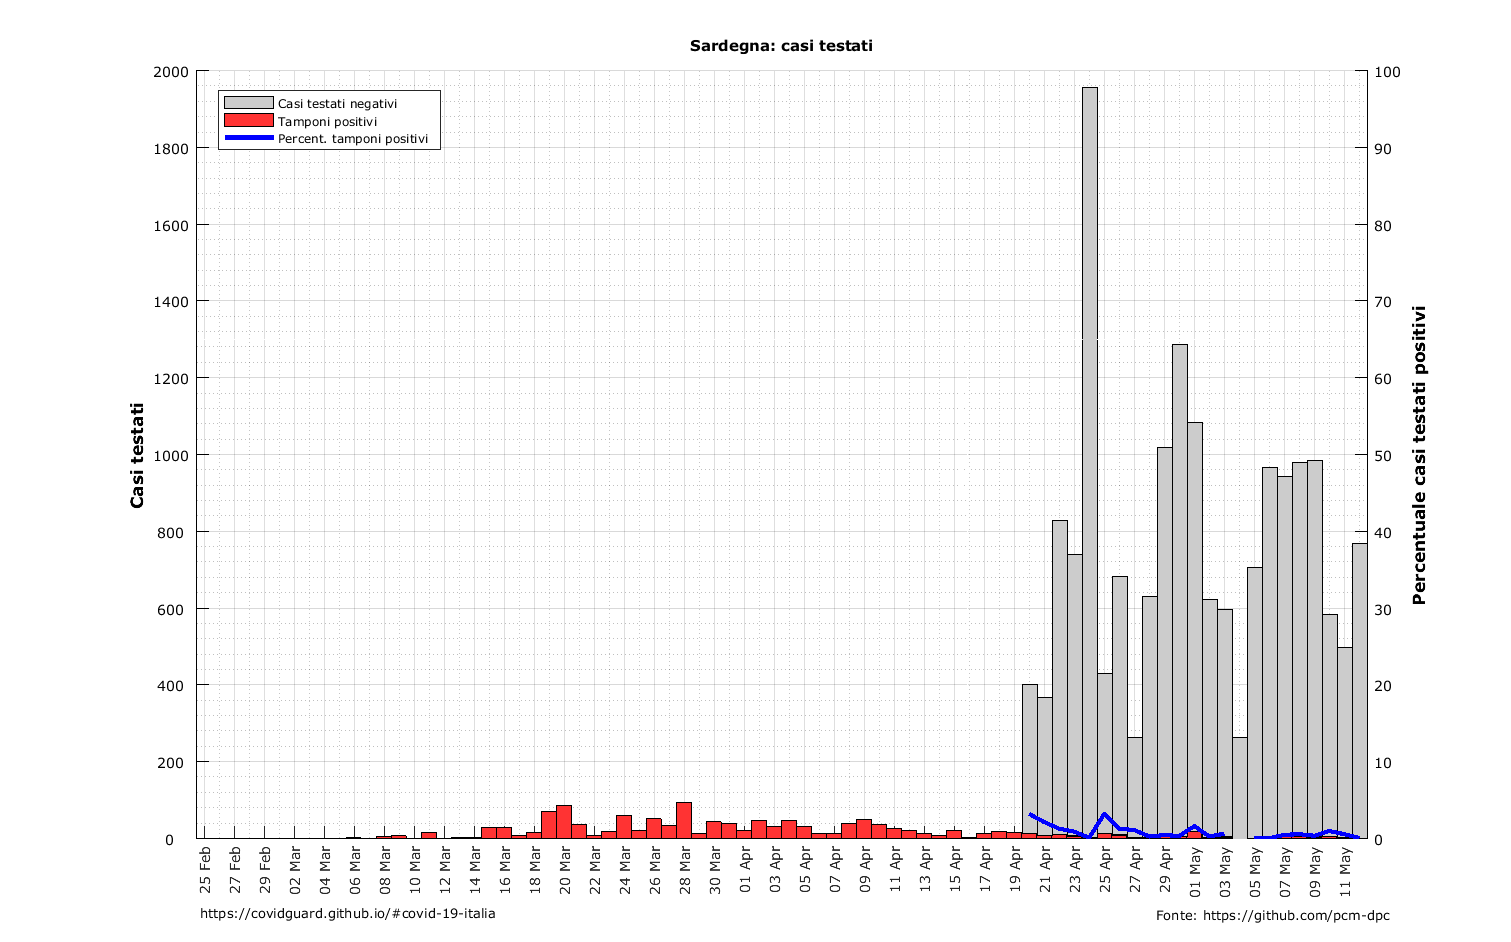 Sardegna: casi testati
Casi testati negativi
Tamponi positivi
Percent. tamponi positivi
Casi testati
2000
1800
1600
1400
1200
1000
800
600
400
200
0
100
90
80
70
60
50
40
30
20
10
0
Percentuale casi testati positivi
25 Feb
27 Feb
29 Feb
02 Mar
04 Mar
06 Mar
08 Mar
10 Mar
12 Mar
14 Mar
16 Mar
18 Mar
20 Mar
22 Mar
24 Mar
26 Mar
28 Mar
30 Mar
01 Apr
03 Apr
05 Apr
07 Apr
09 Apr
11 Apr
13 Apr
15 Apr
17 Apr
19 Apr
21 Apr
23 Apr
25 Apr
27 Apr
29 Apr
01 May
03 May
05 May
07 May
09 May
11 May
https://covidguard.github.io/#covid-19-italia
Fonte: https://github.com/pcm-dpc